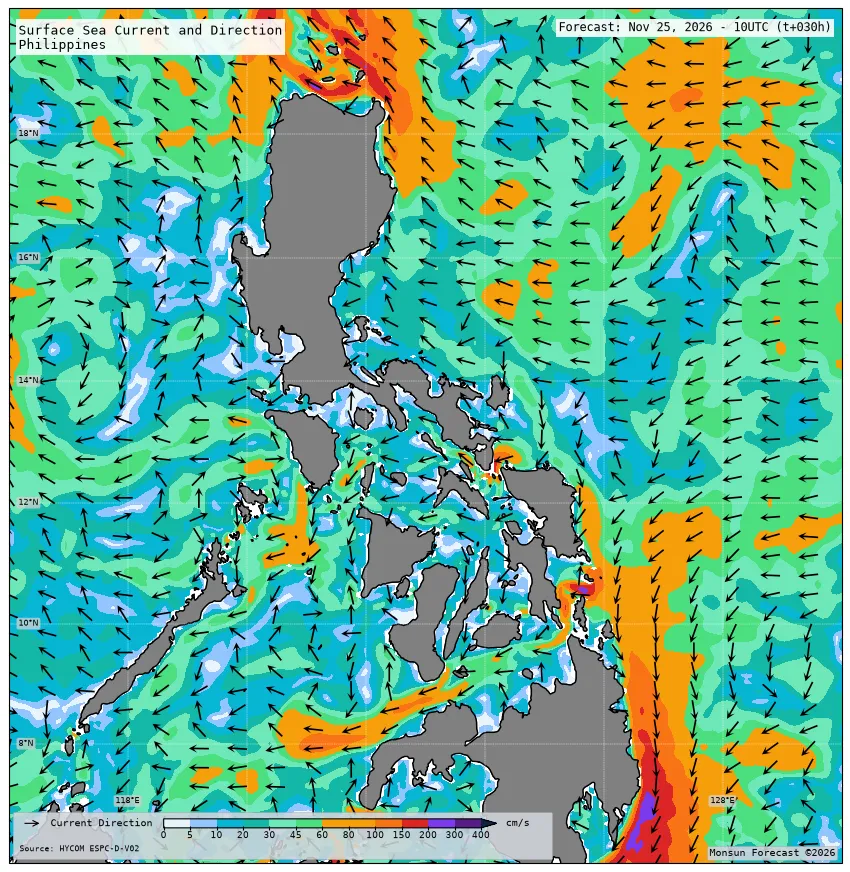 Surface Sea Current and Direction
Philippines
Forecast: Nov 25, 2026 - 10UTC (t+030h)
18°N
16°N
14°N
12°N
10°N
8°N
118°E
128°E
Current Direction
0 5 10 20 30 45 60 80 100 150 200 300 400
cm/s
Source: HYCOM ESPC-D-V02
Monsun Forecast ©2026